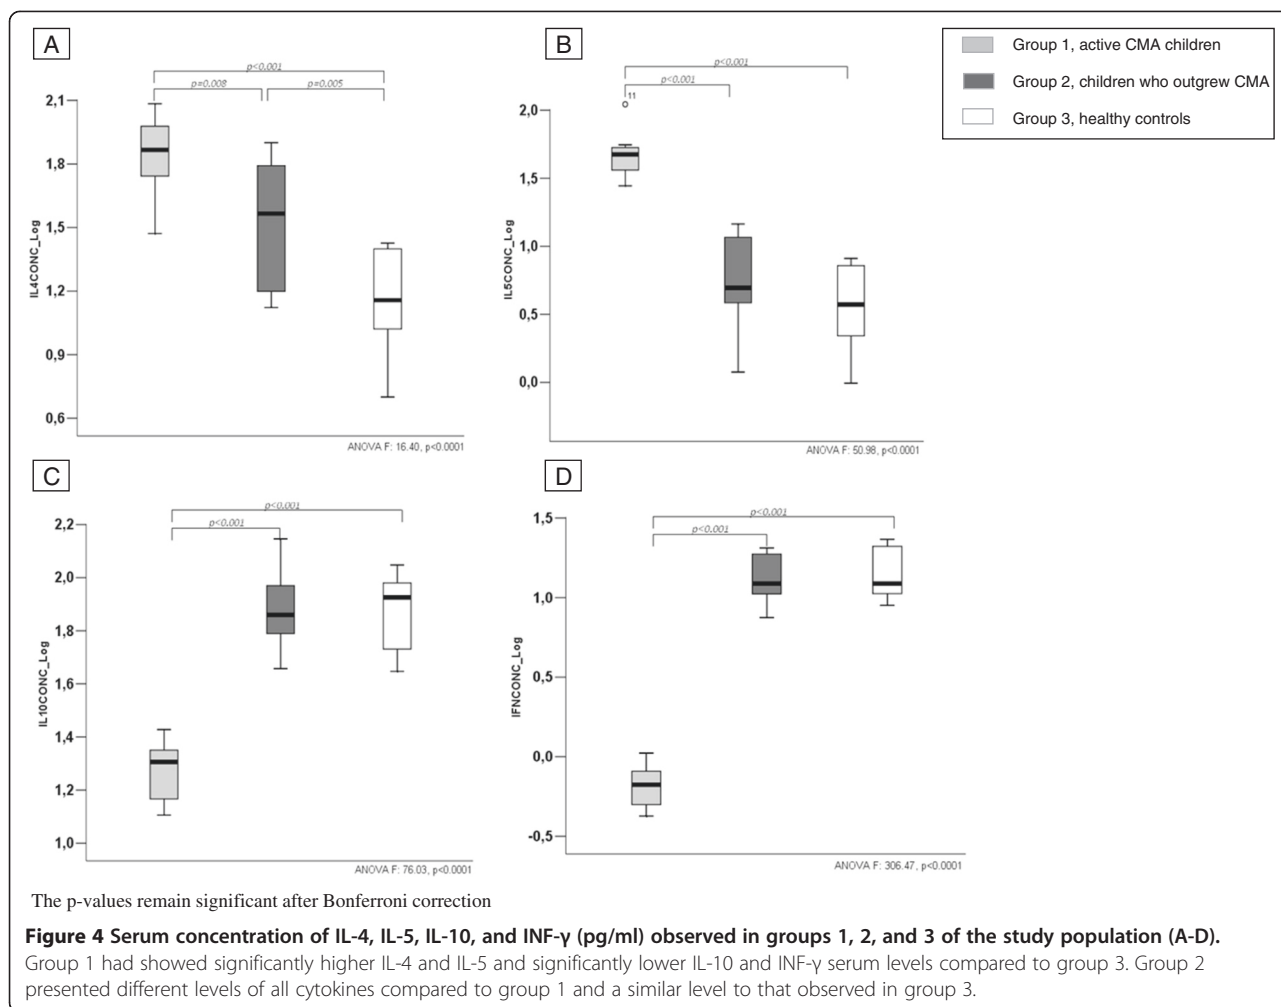 A
p<0,001
p=0,008
p=0,005
2,1
1,8
1,5
1,2
0,9
0,6
IL4CONC_Log
ANOVA F: 16.40, p<0.0001
B
p<0,001
p<0,001
11
2,0
1,5
1,0
0,5
0,0
IL5CONC_Log
ANOVA F: 50.98, p<0.0001
Group 1, active CMA children
Group 2, children who outgrew CMA
Group 3, healthy controls
C
p<0,001
p<0,001
2,2
2,0
1,8
1,6
1,4
1,2
1,0
IL10CONC_Log
ANOVA F: 76.03, p<0.0001
D
p<0,001
p<0,001
1,5
1,0
0,5
0,0
-0,5
IFNCONC_Log
ANOVA F: 306.47, p<0.0001
The p-values remain significant after Bonferroni correction
Figure 4 Serum concentration of IL-4, IL-5, IL-10, and INF-γ (pg/ml) observed in groups 1, 2, and 3 of the study population (A-D).
Group 1 had showed significantly higher IL-4 and IL-5 and significantly lower IL-10 and INF-γ serum levels compared to group 3. Group 2
presented different levels of all cytokines compared to group 1 and a similar level to that observed in group 3.